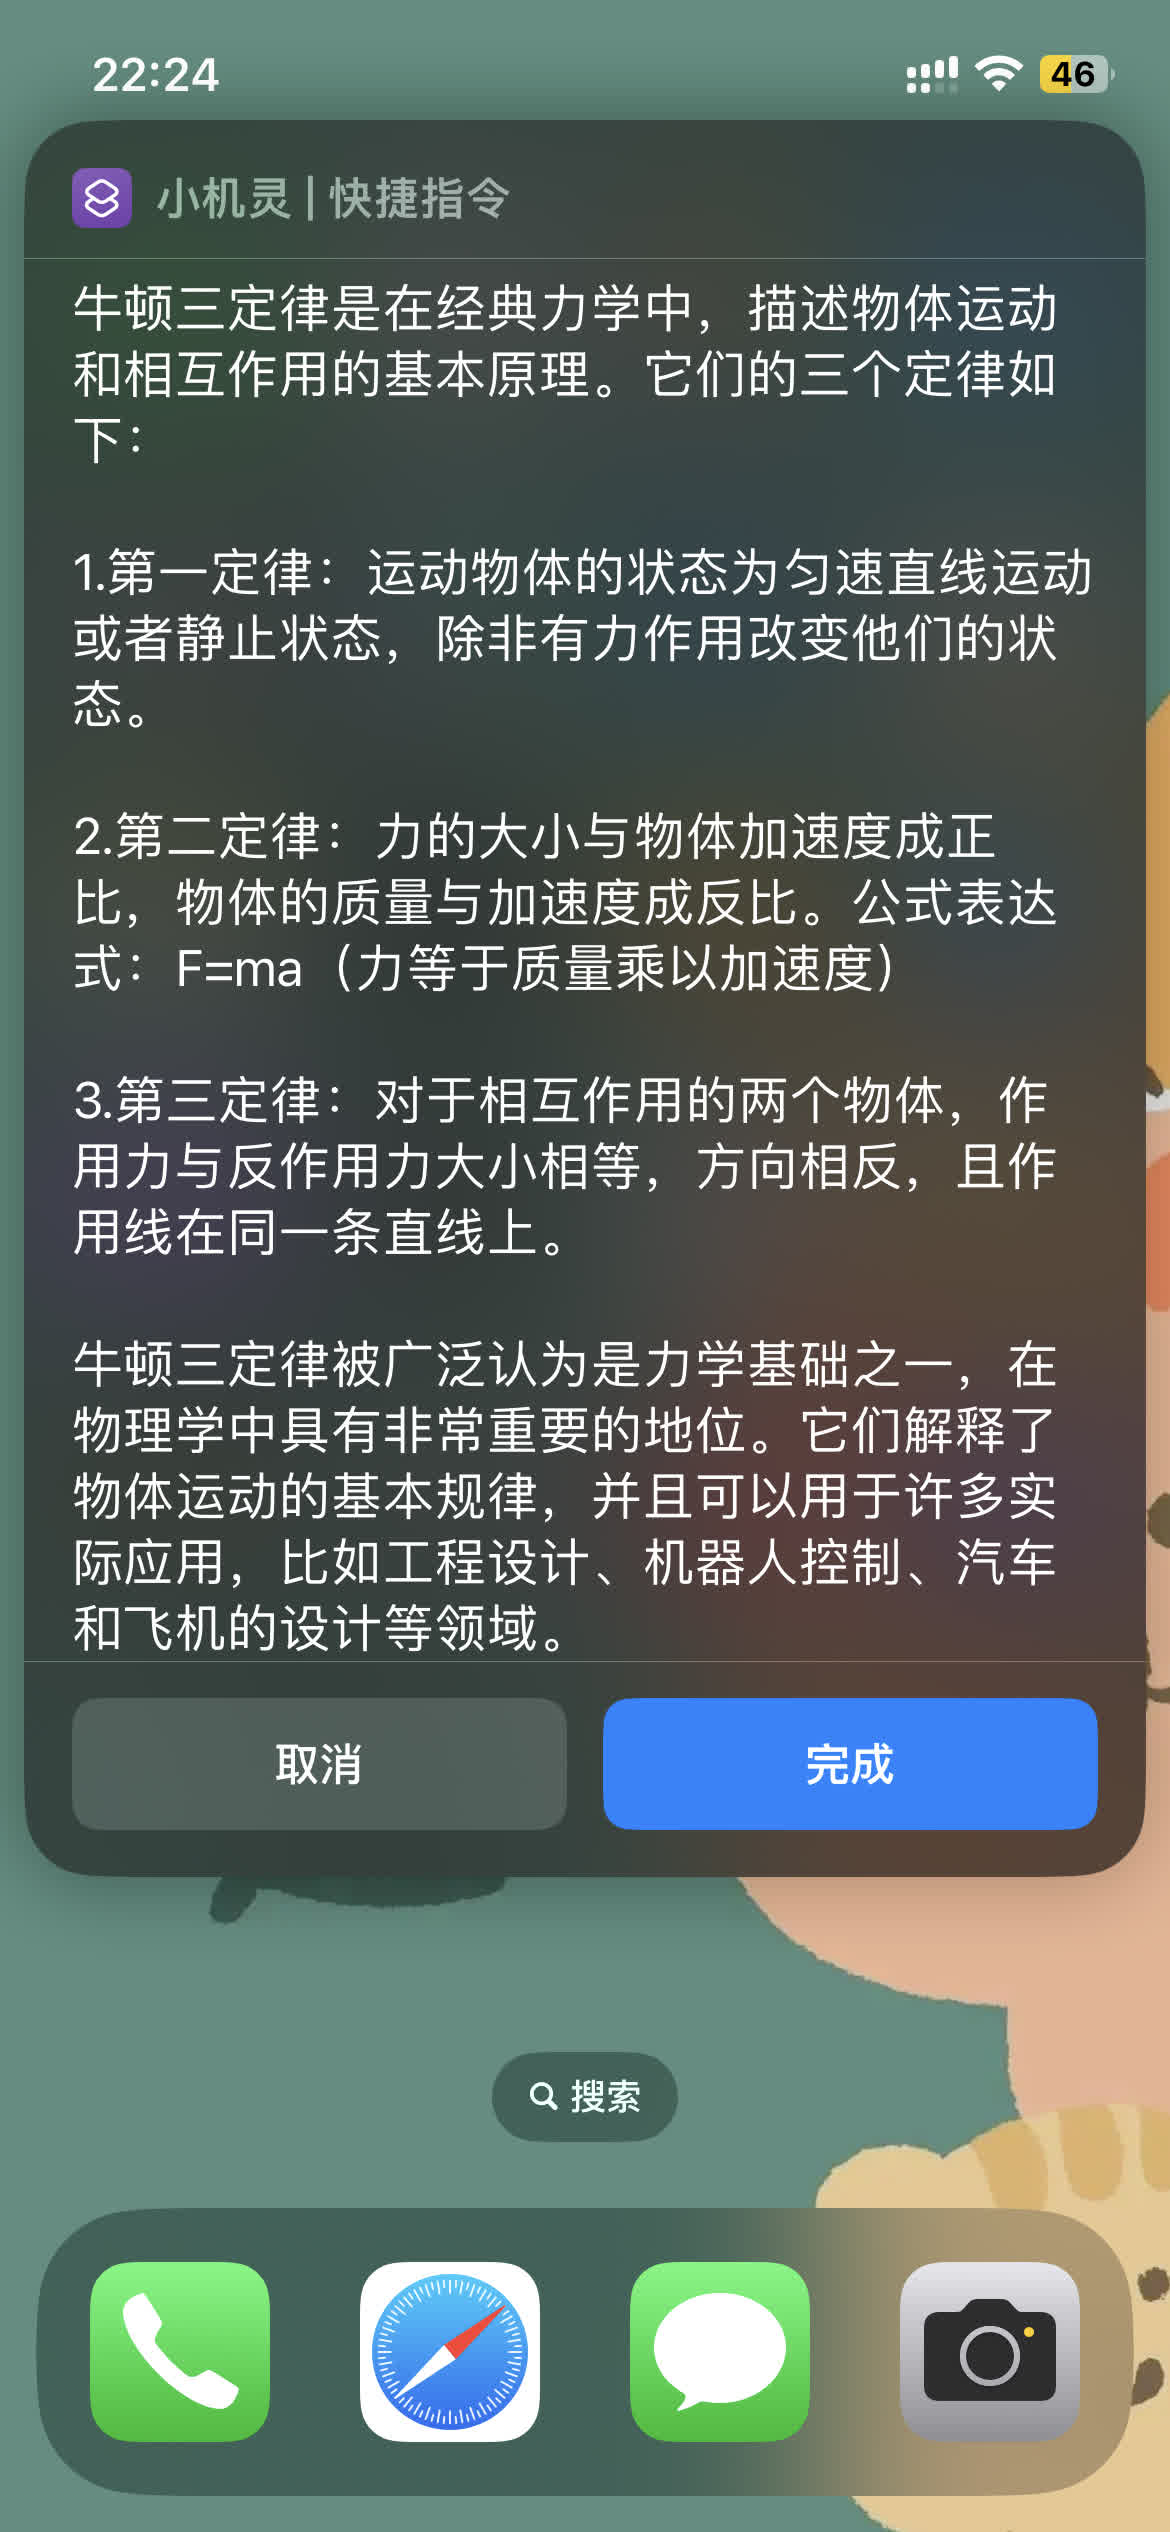 22:24
46
小机灵 | 快捷指令
牛顿三定律是在经典力学中，描述物体运动
和相互作用的基本原理。它们的三个定律如
下：
1.第一定律：运动物体的状态为匀速直线运动
或者静止状态，除非有力作用改变他们的状
态。
2.第二定律：力的大小与物体加速度成正
比，物体的质量与加速度成反比。公式表达
式：F=ma（力等于质量乘以加速度）
3.第三定律：对于相互作用的两个物体，作
用力与反作用力大小相等，方向相反，且作
用线在同一条直线上。
牛顿三定律被广泛认为是力学基础之一，在
物理学中具有非常重要的地位。它们解释了
物体运动的基本规律，并且可以用于许多实
际应用，比如工程设计、机器人控制、汽车
和飞机的设计等领域。
取消 完成
搜索